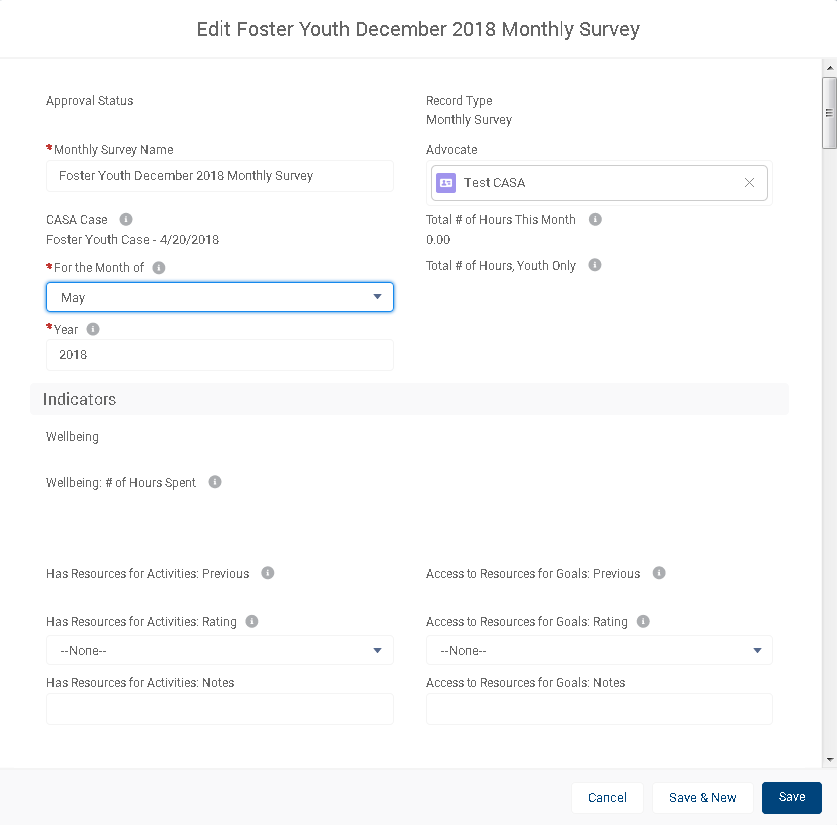 Edit Foster Youth December 2018 Monthly Survey
Approval Status
Record Type
Monthly Survey
*Monthly Survey Name
Foster Youth December 2018 Monthly Survey
Advocate
Test CASA
CASA Case
Foster Youth Case - 4/20/2018
Total # of Hours This Month
0.00
*For the Month of
May
Total # of Hours, Youth Only
*Year
2018
Indicators
Wellbeing
Wellbeing: # of Hours Spent
Has Resources for Activities: Previous
Access to Resources for Goals: Previous
Has Resources for Activities: Rating
--None--
Access to Resources for Goals: Rating
--None--
Has Resources for Activities: Notes
Access to Resources for Goals: Notes
Cancel
Save & New
Save